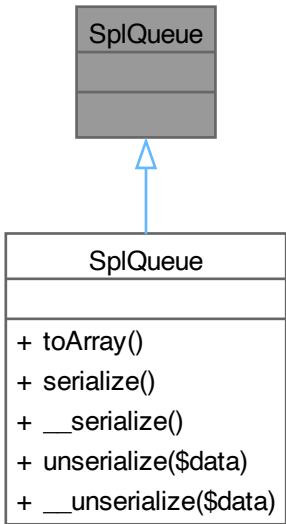 SplQueue
SplQueue
+ toArray()
+ serialize()
+ __serialize()
+ unserialize($data)
+ __unserialize($data)